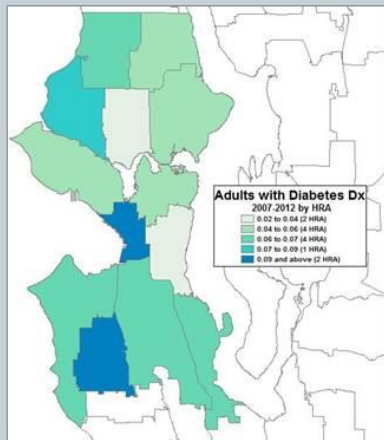 Adults with Diabetes Dx
2007-2012 by HRA
0.02 to 0.04 (2 HRA)
0.04 to 0.06 (4 HRA)
0.06 to 0.07 (4 HRA)
0.07 to 0.09 (1 HRA)
0.09 and above (2 HRA)